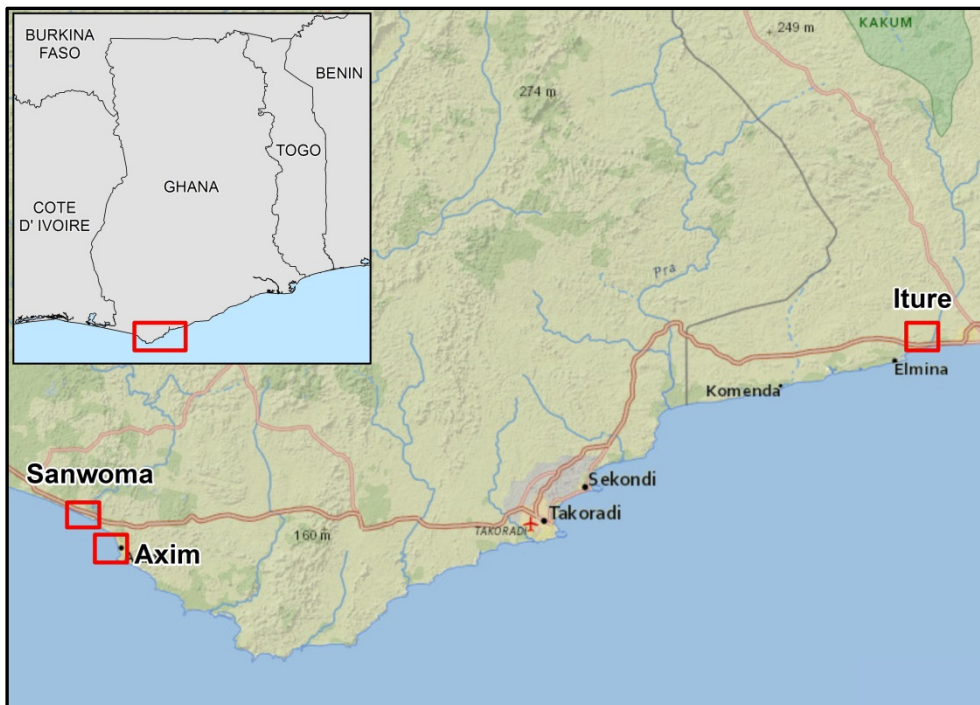 BURKINA
FASO
BENIN
TOGO
GHANA
COTE
D' IVOIRE
249 m
KAKUM
274 m
Pra
Iture
Elmina
Komenda
Sanwoma
Sekondi
Takoradi
TAKORADI
160 m
Axim